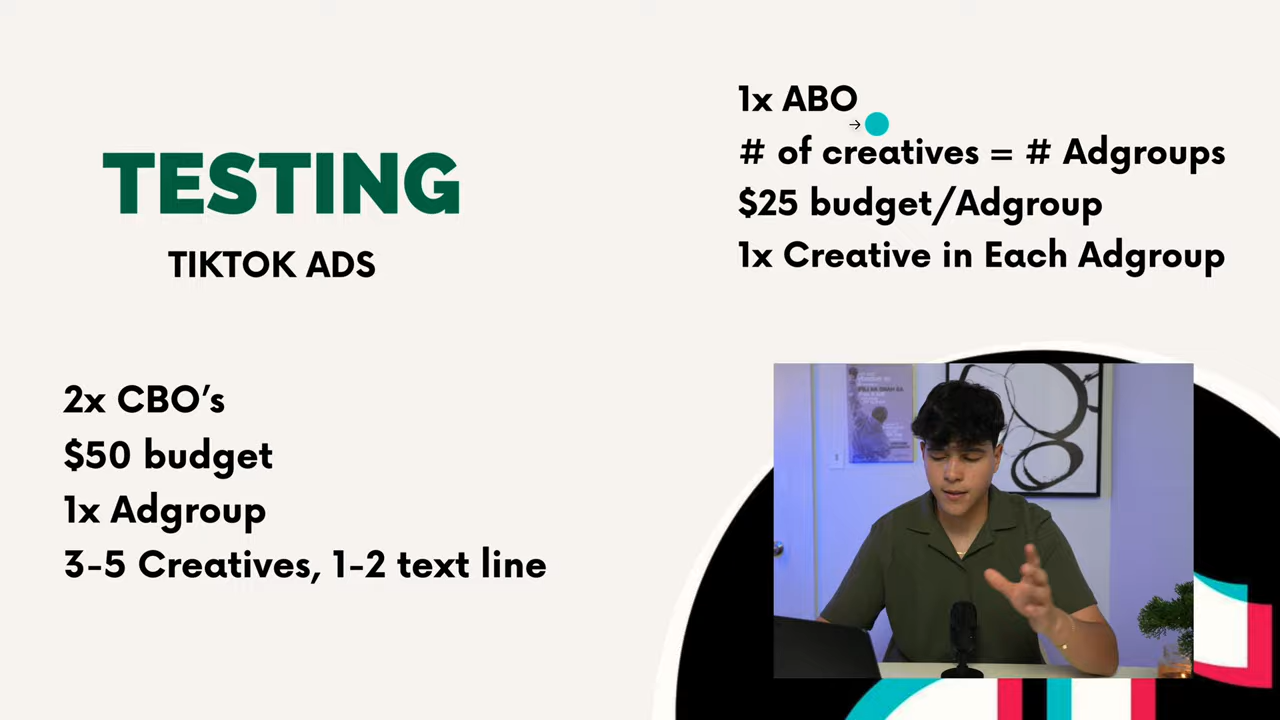 TESTING
TIKTOK ADS
2x CBO’s
$50 budget
1x Adgroup
3-5 Creatives, 1-2 text line
1x ABO
→
# of creatives = # Adgroups
$25 budget/Adgroup
1x Creative in Each Adgroup